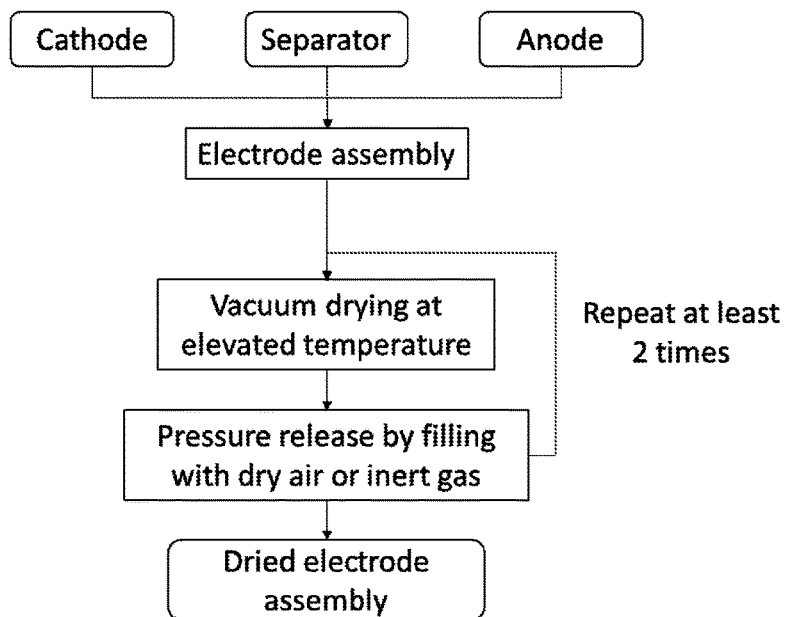 Cathode
Separator
Anode
Electrode assembly
Vacuum drying at
elevated temperature
Repeat at least
2 times
Pressure release by filling
with dry air or inert gas
Dried electrode
assembly